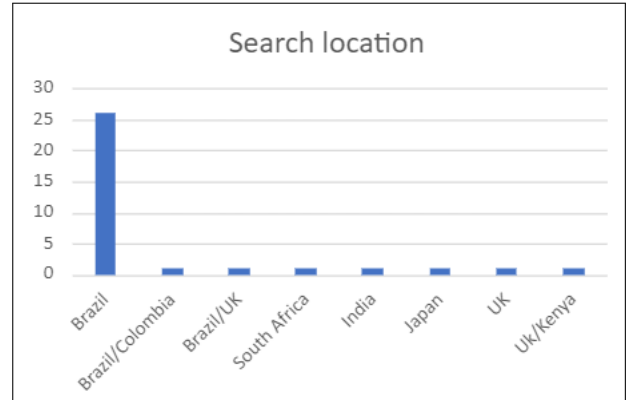 Search location
30
25
20
15
10
5
0
Brazil
Brazil/Colombia
Brazil/UK
South Africa
India
Japan
UK
Uk/Kenya